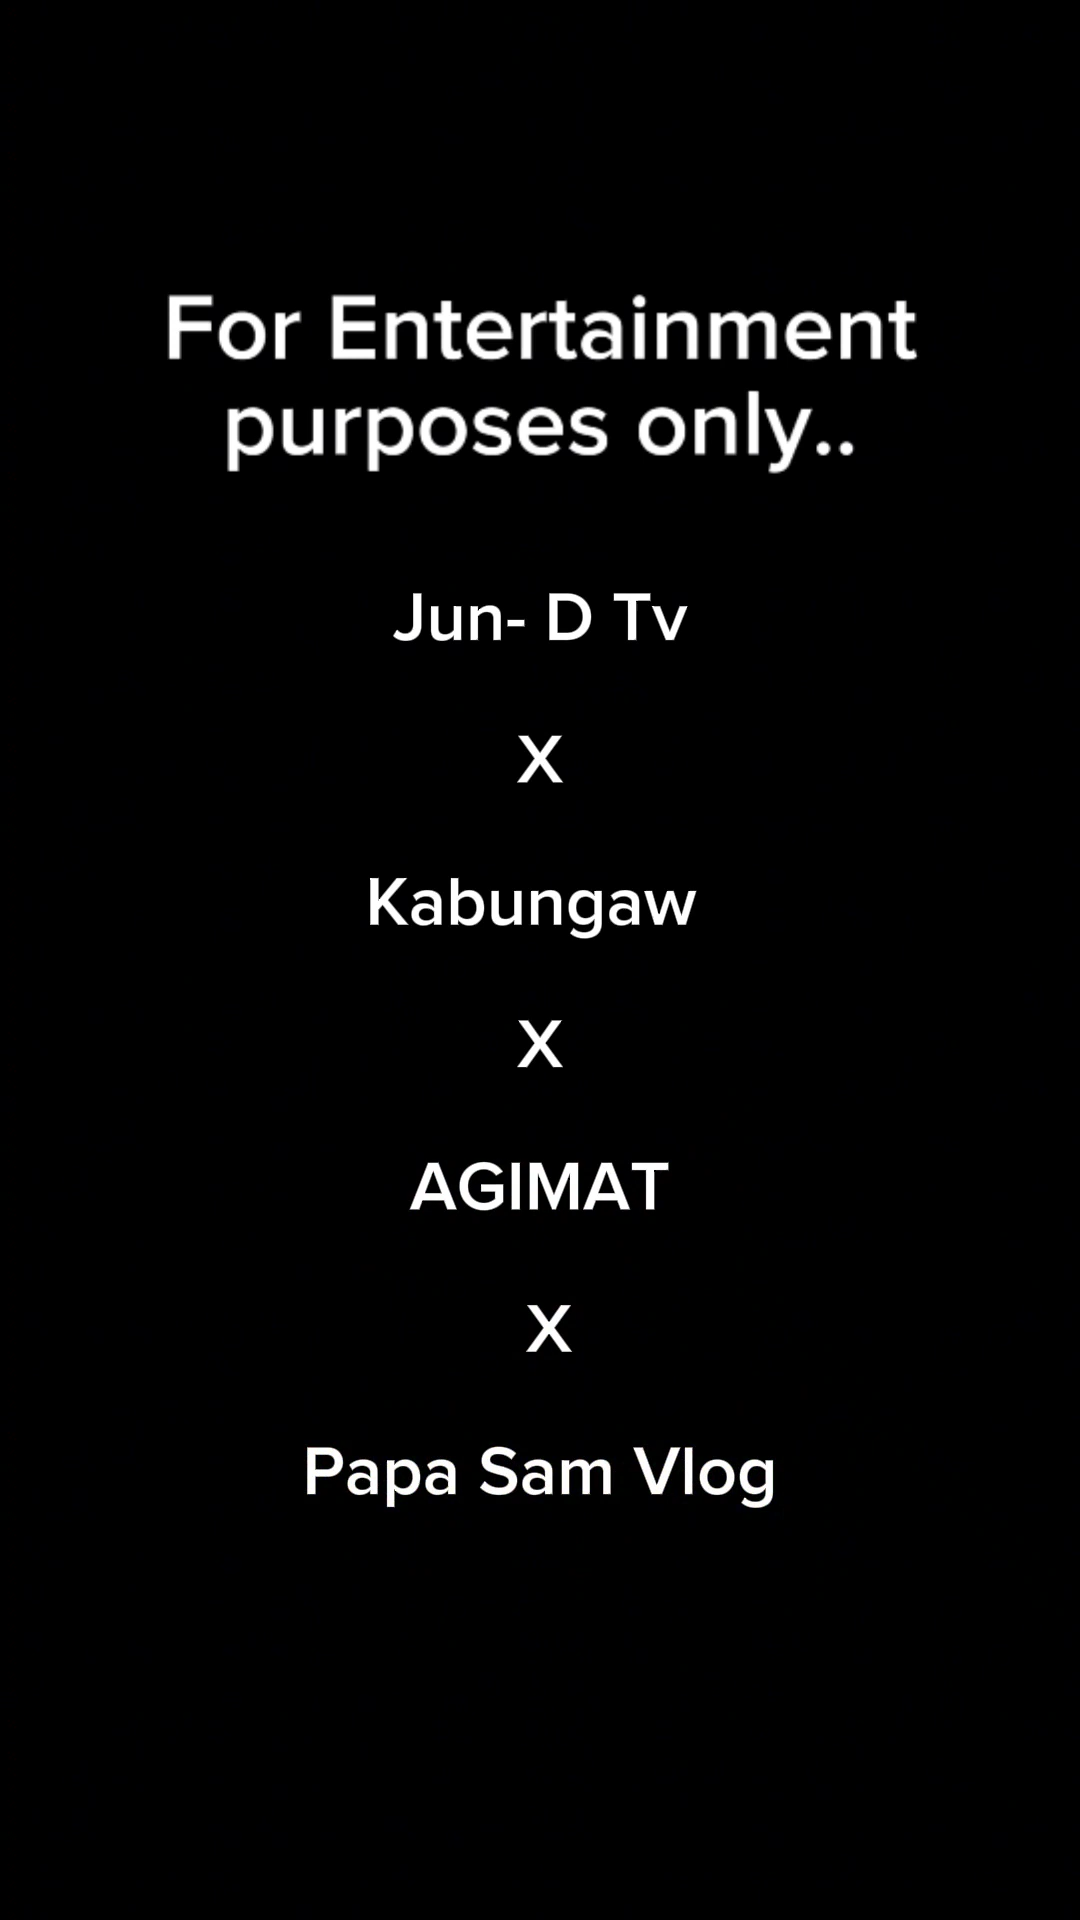 For Entertainment
purposes only..
Jun- D Tv
X
Kabungaw
X
AGIMAT
X
Papa Sam Vlog